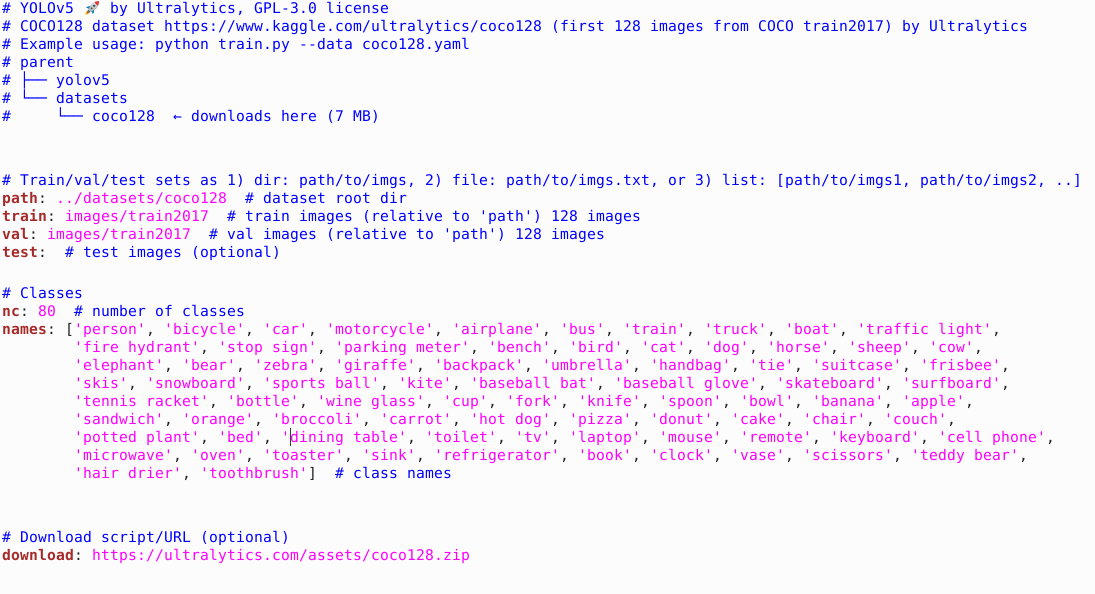 # YOLOv5 🚀 by Ultralytics, GPL-3.0 license
# COCO128 dataset https://www.kaggle.com/ultralytics/coco128 (first 128 images from COCO train2017) by Ultralytics
# Example usage: python train.py --data coco128.yaml
# parent
# ├── yolov5
# └── datasets
#     └── coco128  ← downloads here (7 MB)
# Train/val/test sets as 1) dir: path/to/imgs, 2) file: path/to/imgs.txt, or 3) list: [path/to/imgs1, path/to/imgs2, ..]
path: ../datasets/coco128  # dataset root dir
train: images/train2017  # train images (relative to 'path') 128 images
val: images/train2017  # val images (relative to 'path') 128 images
test:  # test images (optional)
# Classes
nc: 80  # number of classes
names: ['person', 'bicycle', 'car', 'motorcycle', 'airplane', 'bus', 'train', 'truck', 'boat', 'traffic light',
        'fire hydrant', 'stop sign', 'parking meter', 'bench', 'bird', 'cat', 'dog', 'horse', 'sheep', 'cow',
        'elephant', 'bear', 'zebra', 'giraffe', 'backpack', 'umbrella', 'handbag', 'tie', 'suitcase', 'frisbee',
        'skis', 'snowboard', 'sports ball', 'kite', 'baseball bat', 'baseball glove', 'skateboard', 'surfboard',
        'tennis racket', 'bottle', 'wine glass', 'cup', 'fork', 'knife', 'spoon', 'bowl', 'banana', 'apple',
        'sandwich', 'orange', 'broccoli', 'carrot', 'hot dog', 'pizza', 'donut', 'cake', 'chair', 'couch',
        'potted plant', 'bed', 'dining table', 'toilet', 'tv', 'laptop', 'mouse', 'remote', 'keyboard', 'cell phone',
        'microwave', 'oven', 'toaster', 'sink', 'refrigerator', 'book', 'clock', 'vase', 'scissors', 'teddy bear',
        'hair drier', 'toothbrush']  # class names
# Download script/URL (optional)
download: https://ultralytics.com/assets/coco128.zip